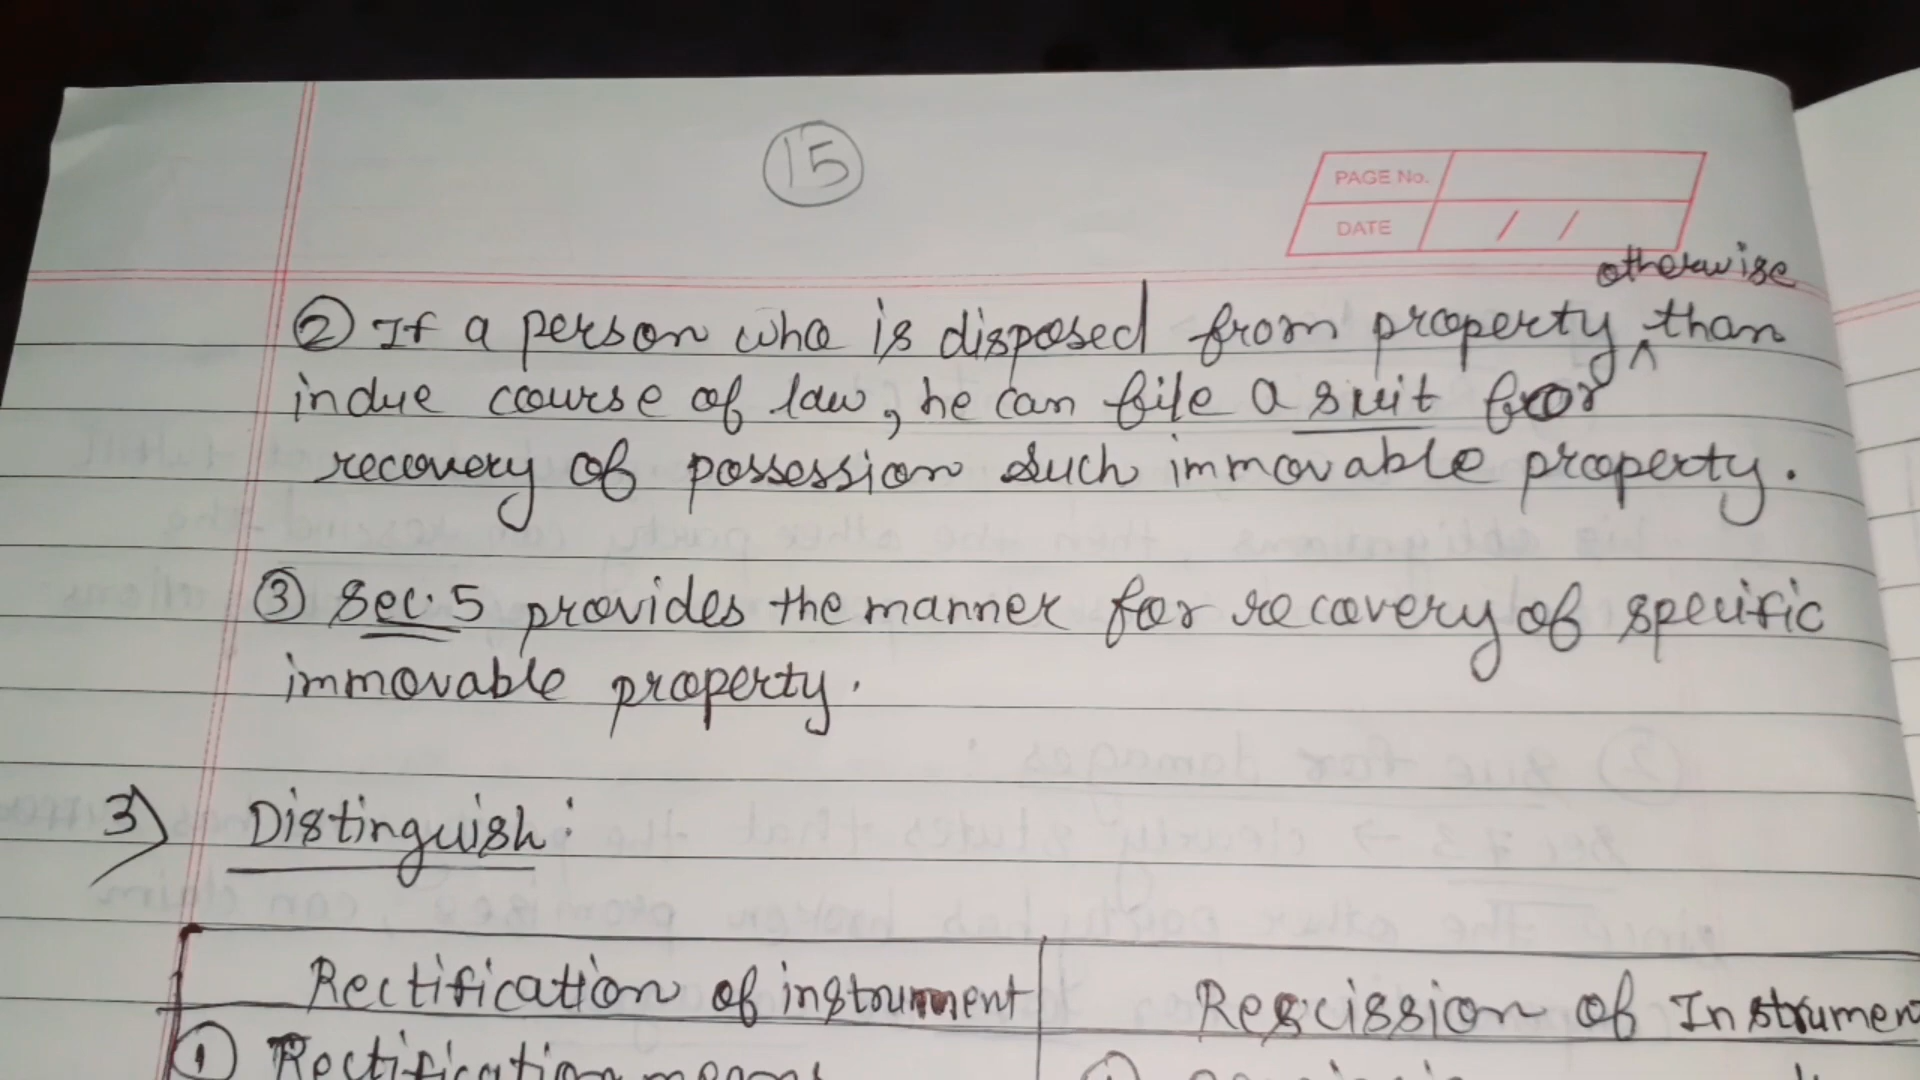 15
PAGE No.
DATE / /
otherwise
② If a person who is disposed from property ^ than
indue course of law, he can file a suit for
recovery of possession such immovable property.
③ Sec. 5 provides the manner for recovery of specific
immovable property.
3) Distinguish:
Rectification of instrument
Rescission of Instrumen
① Rectification means